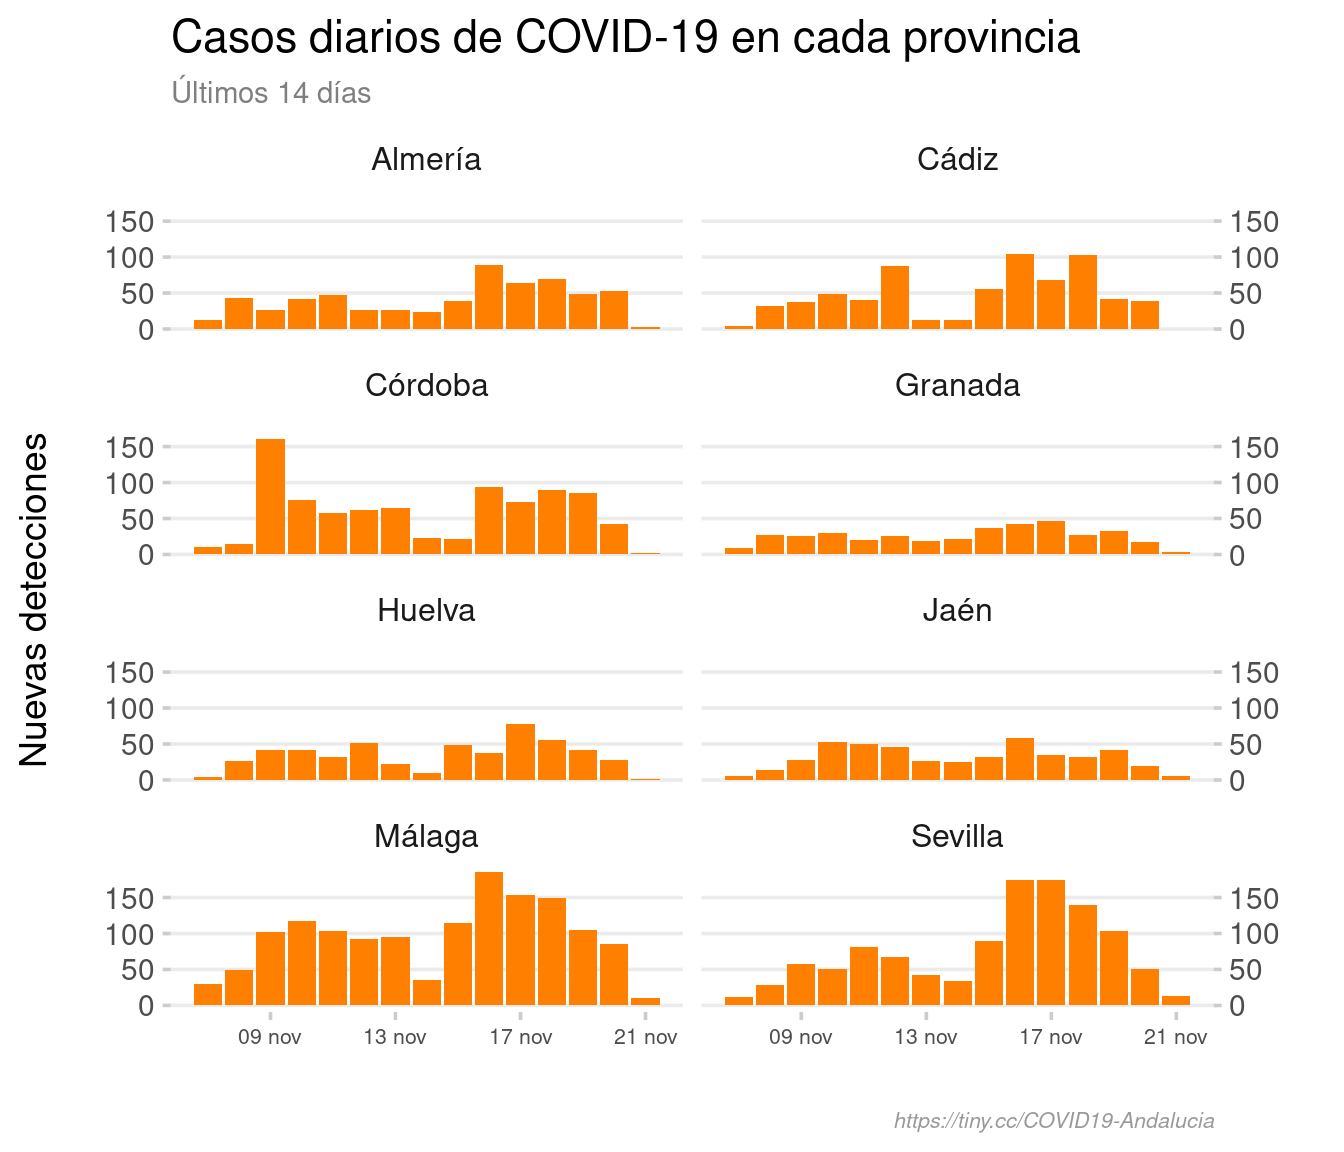 Casos diarios de COVID-19 en cada provincia
Últimos 14 días
Nuevas detecciones
Almería
Cádiz
150
100
50
0
150
100
50
0
Córdoba
Granada
150
100
50
0
150
100
50
0
Huelva
Jaén
150
100
50
0
150
100
50
0
Málaga
Sevilla
150
100
50
0
150
100
50
0
09 nov 13 nov 17 nov 21 nov
09 nov 13 nov 17 nov 21 nov
https://tiny.cc/COVID19-Andalucia